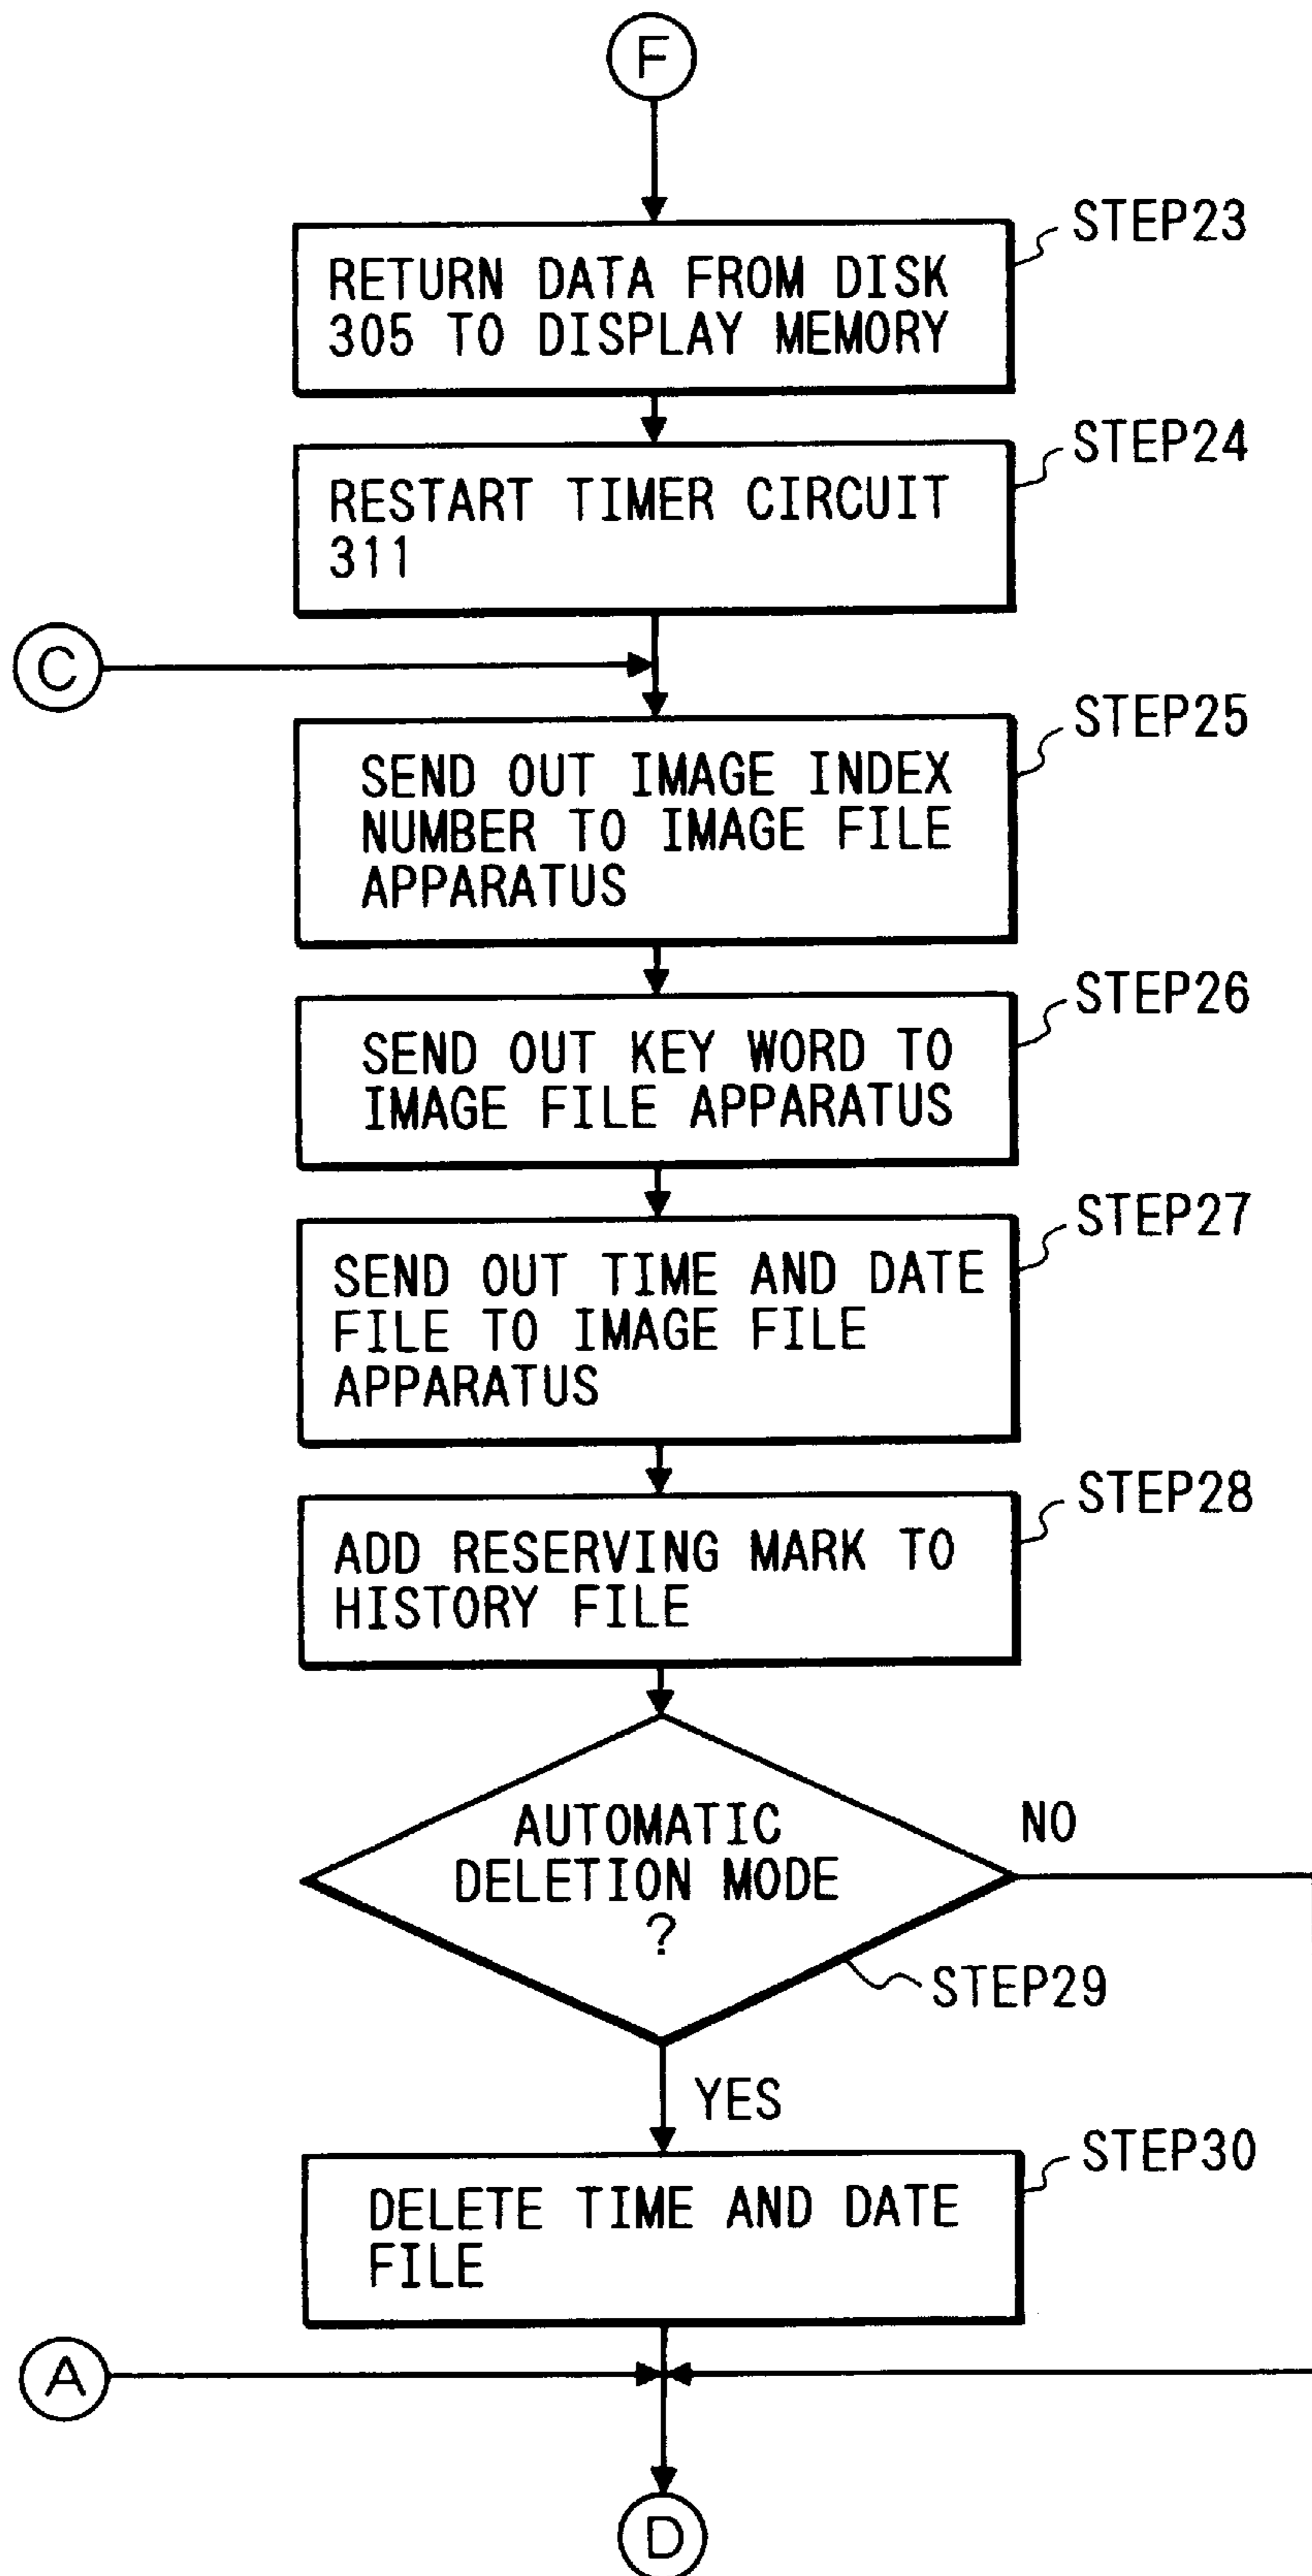 F
STEP23
RETURN DATA FROM DISK
305 TO DISPLAY MEMORY
STEP24
RESTART TIMER CIRCUIT
311
C
STEP25
SEND OUT IMAGE INDEX
NUMBER TO IMAGE FILE
APPARATUS
STEP26
SEND OUT KEY WORD TO
IMAGE FILE APPARATUS
STEP27
SEND OUT TIME AND DATE
FILE TO IMAGE FILE
APPARATUS
STEP28
ADD RESERVING MARK TO
HISTORY FILE
AUTOMATIC
DELETION MODE
?
NO
STEP29
YES
STEP30
DELETE TIME AND DATE
FILE
A
D